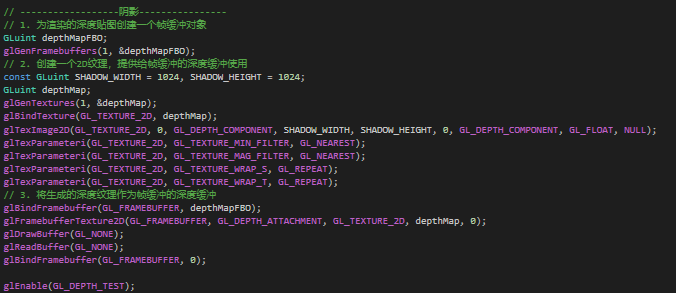 // ------------------阴影----------------
// 1. 为渲染的深度贴图创建一个帧缓冲对象
GLuint depthMapFBO;
glGenFramebuffers(1, &depthMapFBO);
// 2. 创建一个2D纹理，提供给帧缓冲的深度缓冲使用
const GLuint SHADOW_WIDTH = 1024, SHADOW_HEIGHT = 1024;
GLuint depthMap;
glGenTextures(1, &depthMap);
glBindTexture(GL_TEXTURE_2D, depthMap);
glTexImage2D(GL_TEXTURE_2D, 0, GL_DEPTH_COMPONENT, SHADOW_WIDTH, SHADOW_HEIGHT, 0, GL_DEPTH_COMPONENT, GL_FLOAT, NULL);
glTexParameteri(GL_TEXTURE_2D, GL_TEXTURE_MIN_FILTER, GL_NEAREST);
glTexParameteri(GL_TEXTURE_2D, GL_TEXTURE_MAG_FILTER, GL_NEAREST);
glTexParameteri(GL_TEXTURE_2D, GL_TEXTURE_WRAP_S, GL_REPEAT);
glTexParameteri(GL_TEXTURE_2D, GL_TEXTURE_WRAP_T, GL_REPEAT);
// 3. 将生成的深度纹理作为帧缓冲的深度缓冲
glBindFramebuffer(GL_FRAMEBUFFER, depthMapFBO);
glFramebufferTexture2D(GL_FRAMEBUFFER, GL_DEPTH_ATTACHMENT, GL_TEXTURE_2D, depthMap, 0);
glDrawBuffer(GL_NONE);
glReadBuffer(GL_NONE);
glBindFramebuffer(GL_FRAMEBUFFER, 0);
glEnable(GL_DEPTH_TEST);